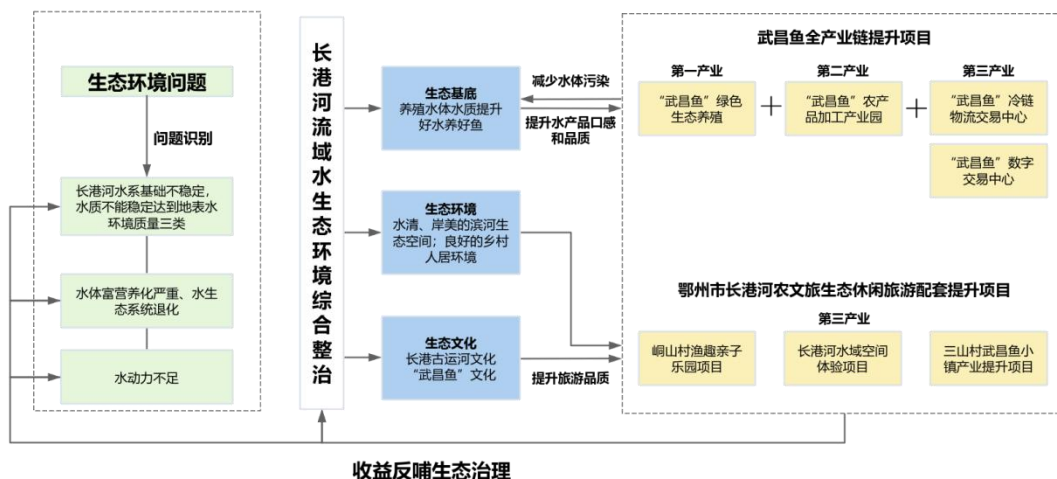 生态环境问题
问题识别
长港河水系基础不稳定，
水质不能稳定达到地表水
环境质量三类
水体富营养化严重、水生
态系统退化
水动力不足
长港河流域水生态环境综合整治
生态基底
养殖水体水质提升
好水养好鱼
生态环境
水清、岸美的滨河生
态空间；良好的乡村
人居环境
生态文化
长港古运河文化
“武昌鱼”文化
减少水体污染
提升水产品口感
和品质
提升旅游品质
武昌鱼全产业链提升项目
第一产业
第二产业
第三产业
“武昌鱼”绿色
生态养殖
+
“武昌鱼”农产
品加工产业园
+
“武昌鱼”冷链
物流交易中心
“武昌鱼”数字
交易中心
鄂州市长港河农文旅生态休闲旅游配套提升项目
第三产业
峒山村渔趣亲子
乐园项目
长港河水域空间
体验项目
三山村武昌鱼小
镇产业提升项目
收益反哺生态治理